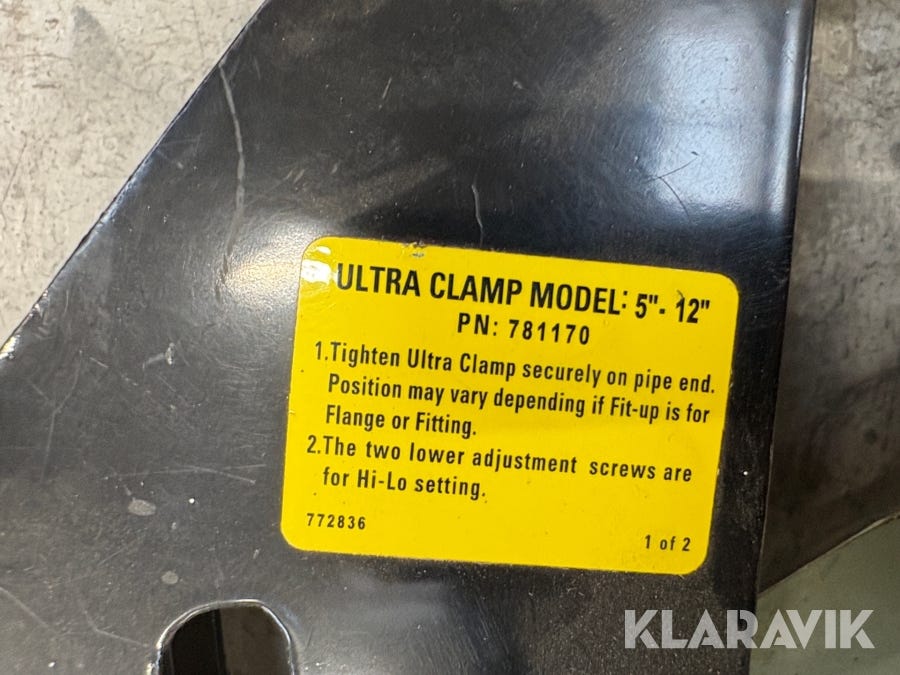 ULTRA CLAMP MODEL: 5"- 12"
PN: 781170
1.Tighten Ultra Clamp securely on pipe end.
Position may vary depending if Fit-up is for
Flange or Fitting.
2.The two lower adjustment screws are
for Hi-Lo setting.
772836
1 of 2
KLARAVIK